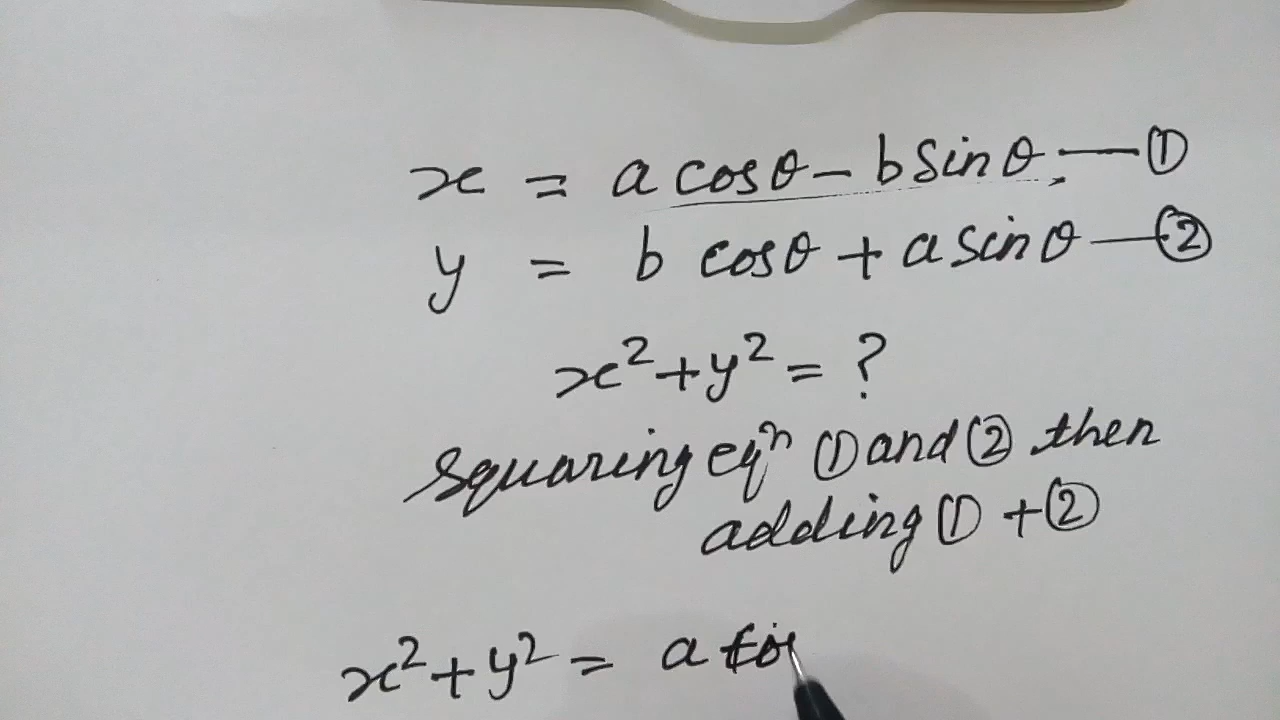 x = a cosθ - b sinθ. — ①
y = b cosθ + a sinθ — ②
x² + y² = ?
squaring eqⁿ ① and ② then
adding ① + ②
x² + y² = a